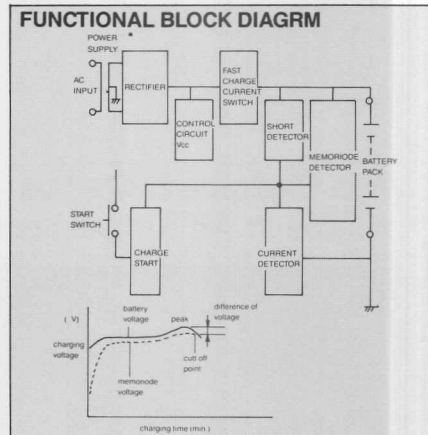 FUNCTIONAL BLOCK DIAGRM
POWER *
SUPPLY
AC
INPUT
RECTIFIER
FAST
CHARGE
CURRENT
SWITCH
CONTROL
CIRCUIT
Vcc
SHORT
DETECTOR
MEMORIODE
DETECTOR
BATTERY
PACK
START
SWITCH
CHARGE
START
CURRENT
DETECTOR
( V)
battery
voltage
peak
difference of
voltage
charging
voltage
cutt off
point
memonode
voltage
charging time (min.)